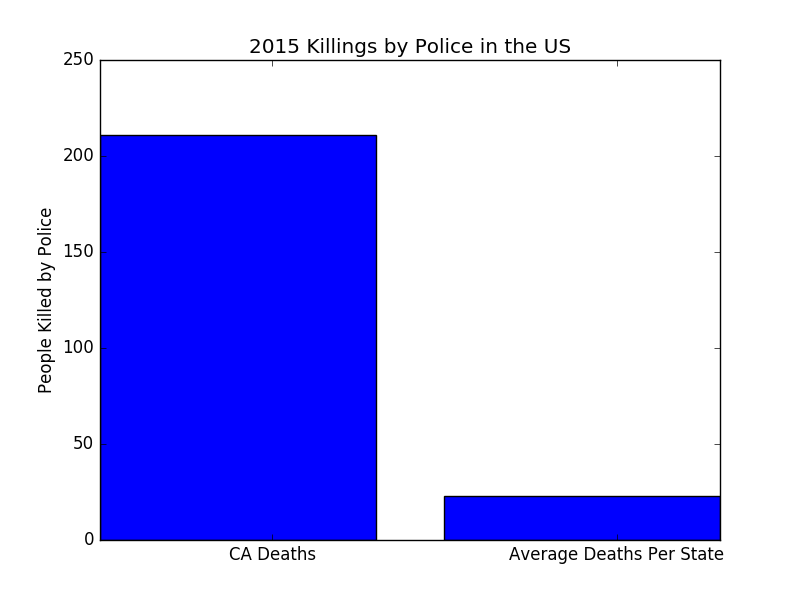 2015 Killings by Police in the US
250
200
150
100
50
0
People Killed by Police
CA Deaths
Average Deaths Per State